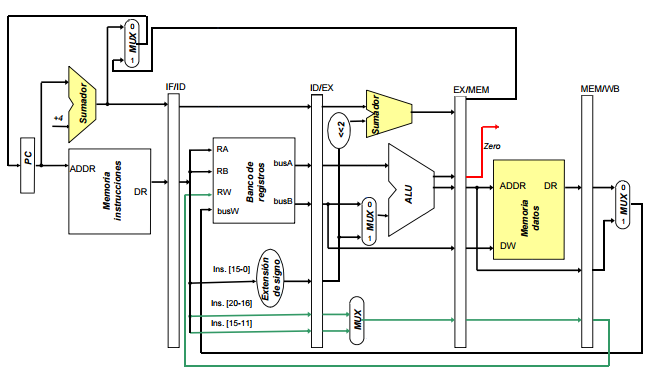 0
MUX
1
IF/ID
ID/EX
EX/MEM
MEM/WB
Sumador
+4
Sumador
<<2
Zero
PC
ADDR
Memoria
instrucciones
DR
RA
RB
RW
busW
Banco de
registros
busA
busB
0
MUX
1
ALU
ADDR
DR
Memoria
datos
DW
0
MUX
1
Ins. [15-0]
Extensión
de signo
Ins. [20-16]
Ins. [15-11]
MUX